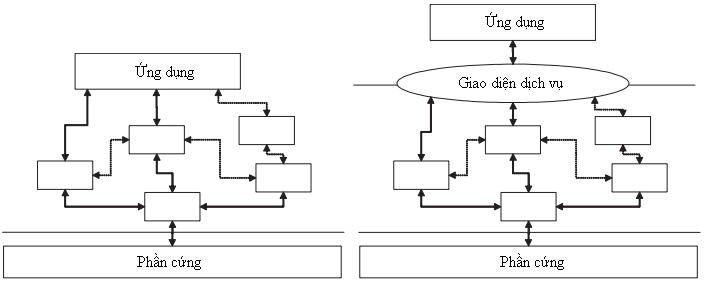 Ứng dụng
Phần cứng
Ứng dụng
Giao diện dịch vụ
Phần cứng